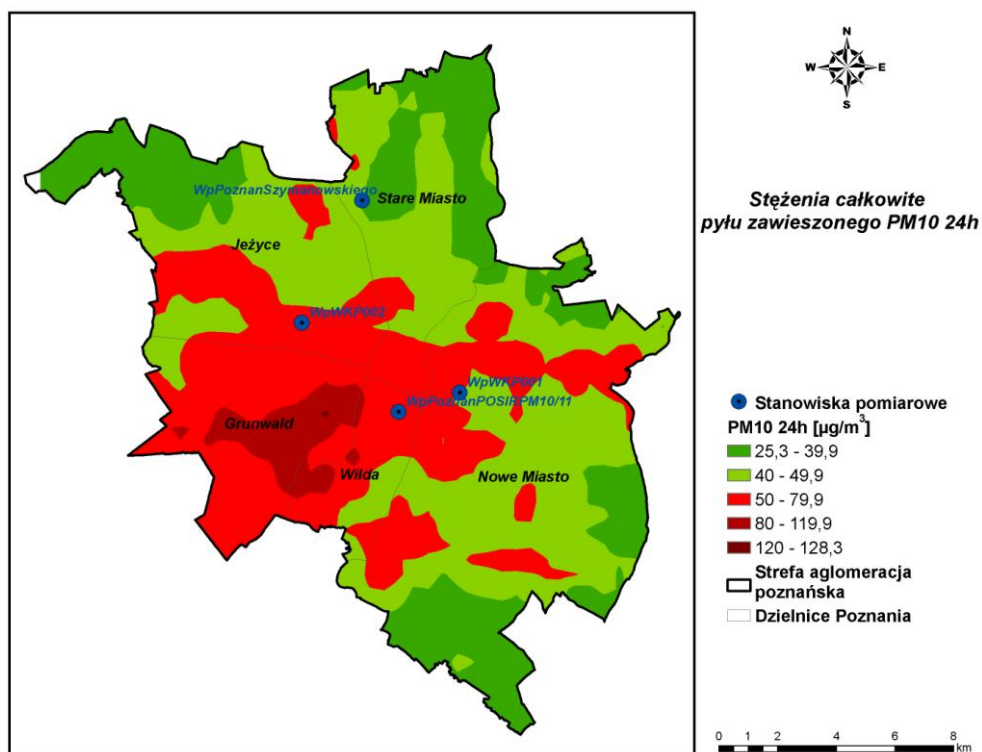 N
W E
S
Stężenia całkowite
pyłu zawieszonego PM10 24h
WpPoznanSzymanowskiego
Stare Miasto
Jeżyce
WpWKP002
WpWKP001
WpPoznanPOSIRPM10/11
Grunwald
Wilda
Nowe Miasto
Stanowiska pomiarowe
PM10 24h [µg/m³]
25,3 - 39,9
40 - 49,9
50 - 79,9
80 - 119,9
120 - 128,3
Strefa aglomeracja
poznańska
Dzielnice Poznania
0 1 2 4 6 8
km